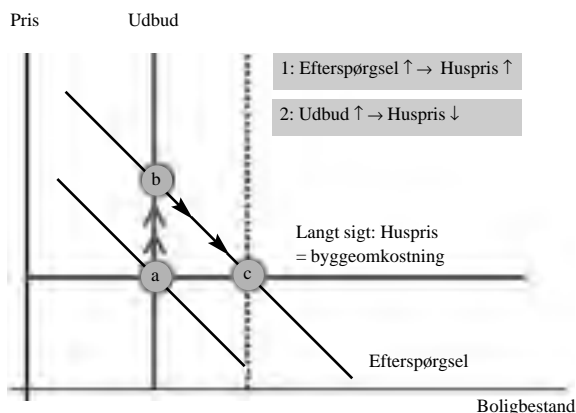 Pris
Udbud
1: Efterspørgsel ↑ → Huspris ↑
2: Udbud ↑ → Huspris ↓
b
Langt sigt: Huspris
= byggeomkostning
a
c
Efterspørgsel
Boligbestand